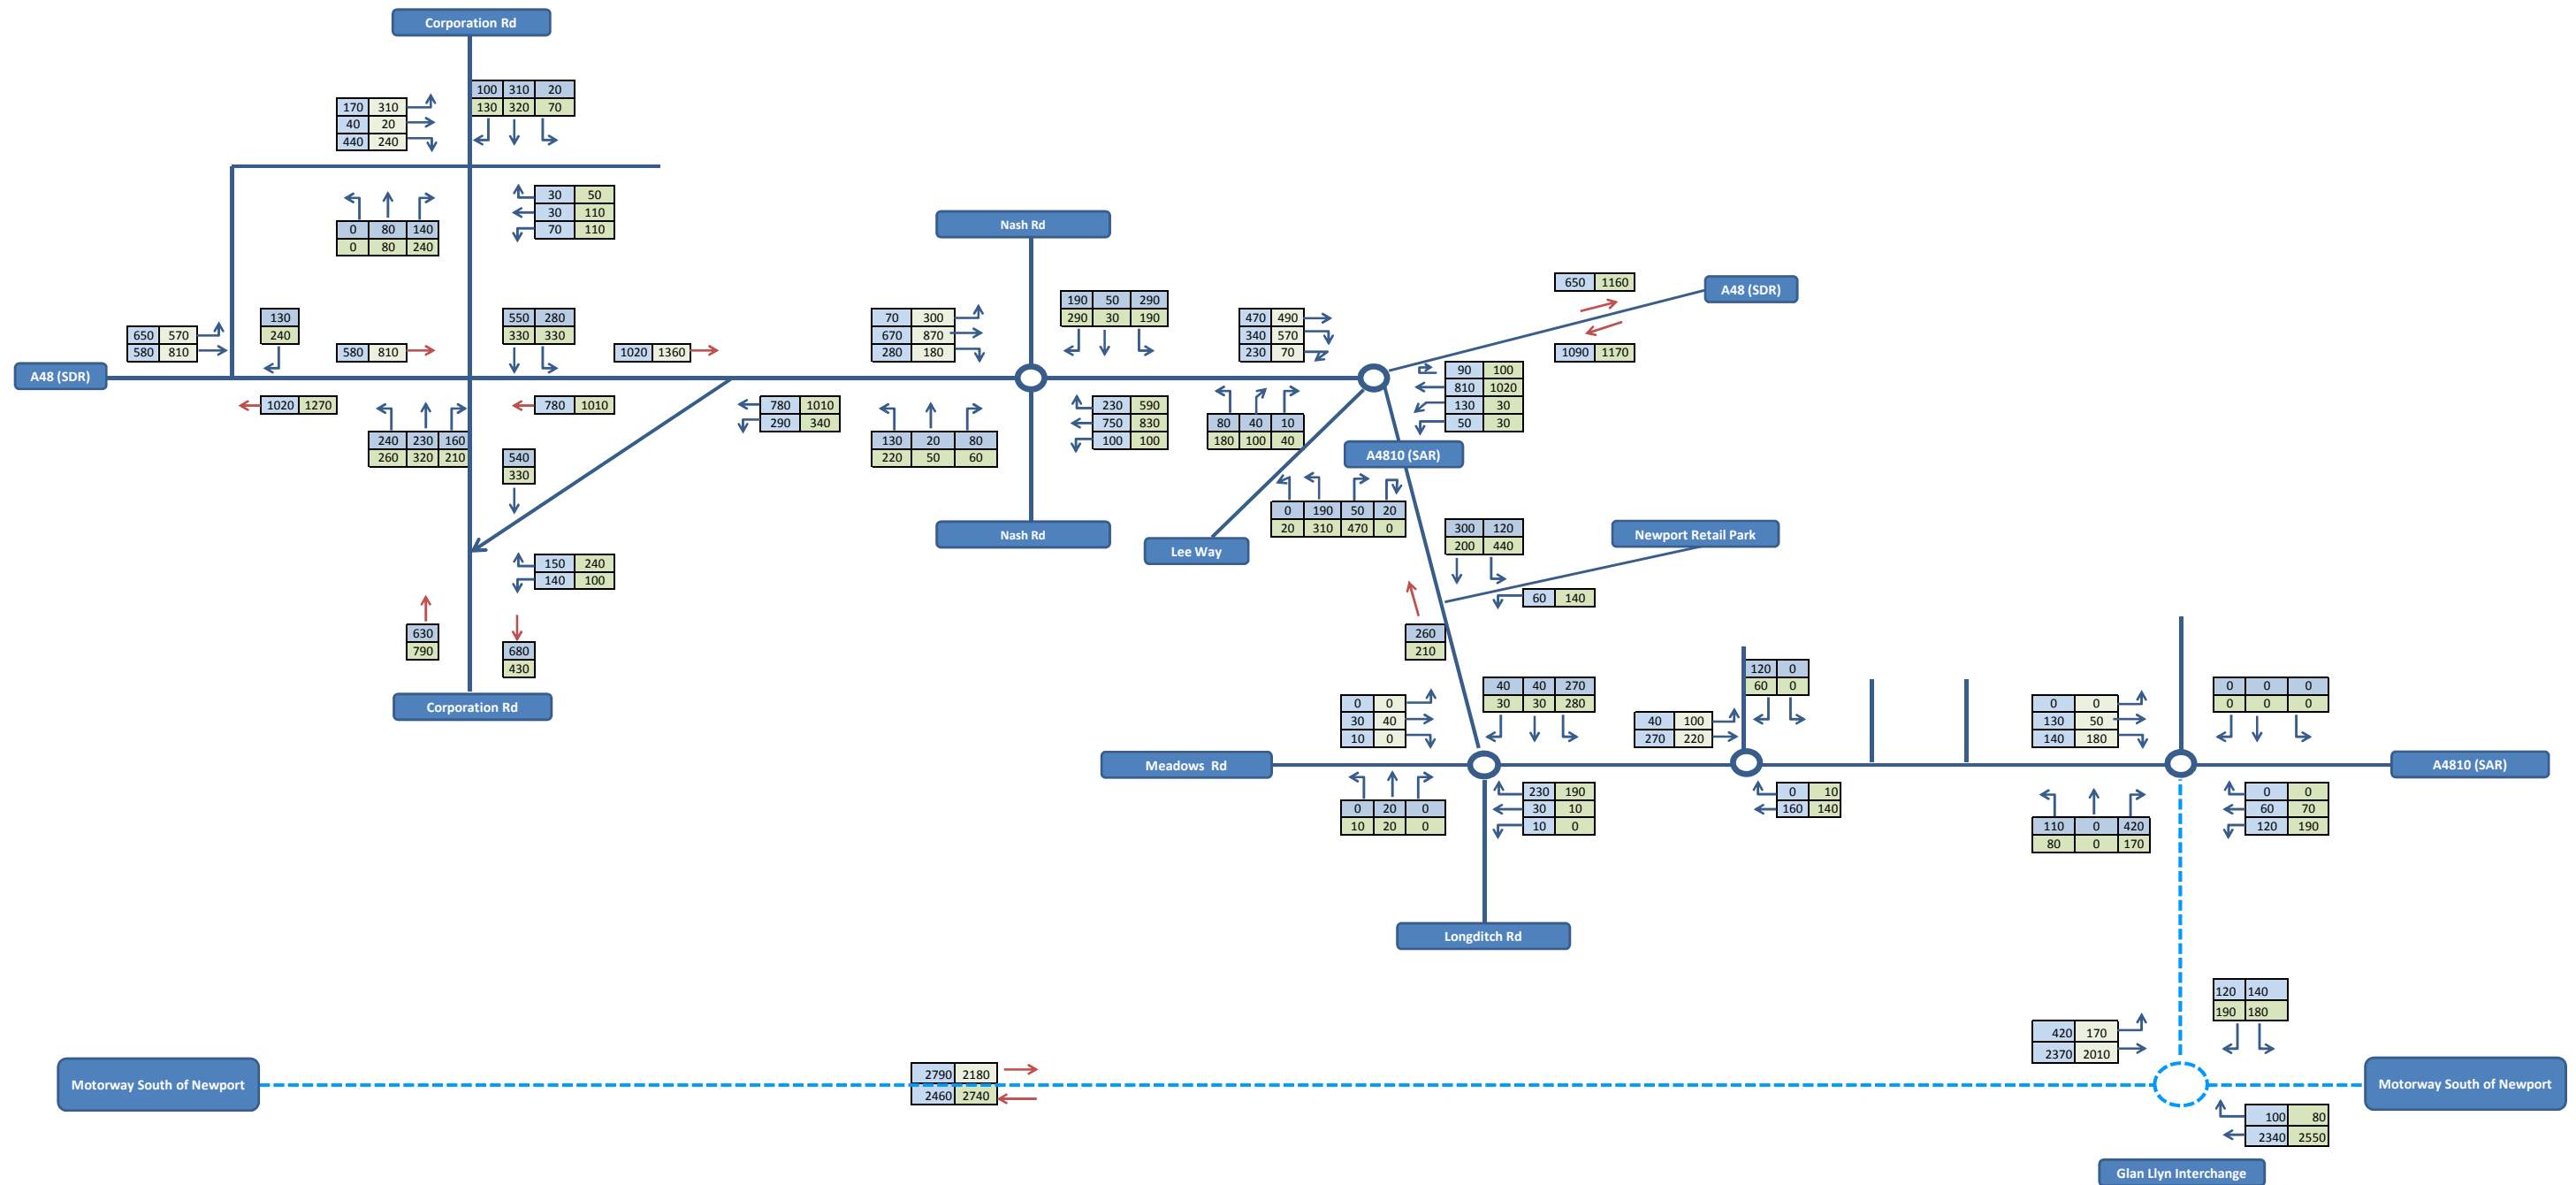 Corporation Rd
100 310 20
130 320 70
170 310
40 20
440 240
30 50
30 110
70 110
0 80 140
0 80 240
Nash Rd
A48 (SDR)
650 1160
1090 1170
650 570
580 810
130
240
580 810
550 280
330 330
1020 1360
70 300
670 870
280 180
190 50 290
290 30 190
470 490
340 570
230 70
A48 (SDR)
1020 1270
780 1010
240 230 160
260 320 210
540
330
780 1010
290 340
130 20 80
220 50 60
230 590
750 830
100 100
80 40 10
180 100 40
90 100
810 1020
130 30
50 30
A4810 (SAR)
0 190 50 20
20 310 470 0
Nash Rd
Lee Way
300 120
200 440
Newport Retail Park
60 140
150 240
140 100
630
790
680
430
260
210
Corporation Rd
0 0
30 40
10 0
40 40 270
30 30 280
120 0
60 0
40 100
270 220
0 0
130 50
140 180
0 0 0
0 0 0
Meadows Rd
A4810 (SAR)
0 20 0
10 20 0
230 190
30 10
10 0
0 10
160 140
110 0 420
80 0 170
0 0
60 70
120 190
Longditch Rd
120 140
190 180
420 170
2370 2010
Motorway South of Newport
2790 2180
2460 2740
Motorway South of Newport
100 80
2340 2550
Glan Llyn Interchange